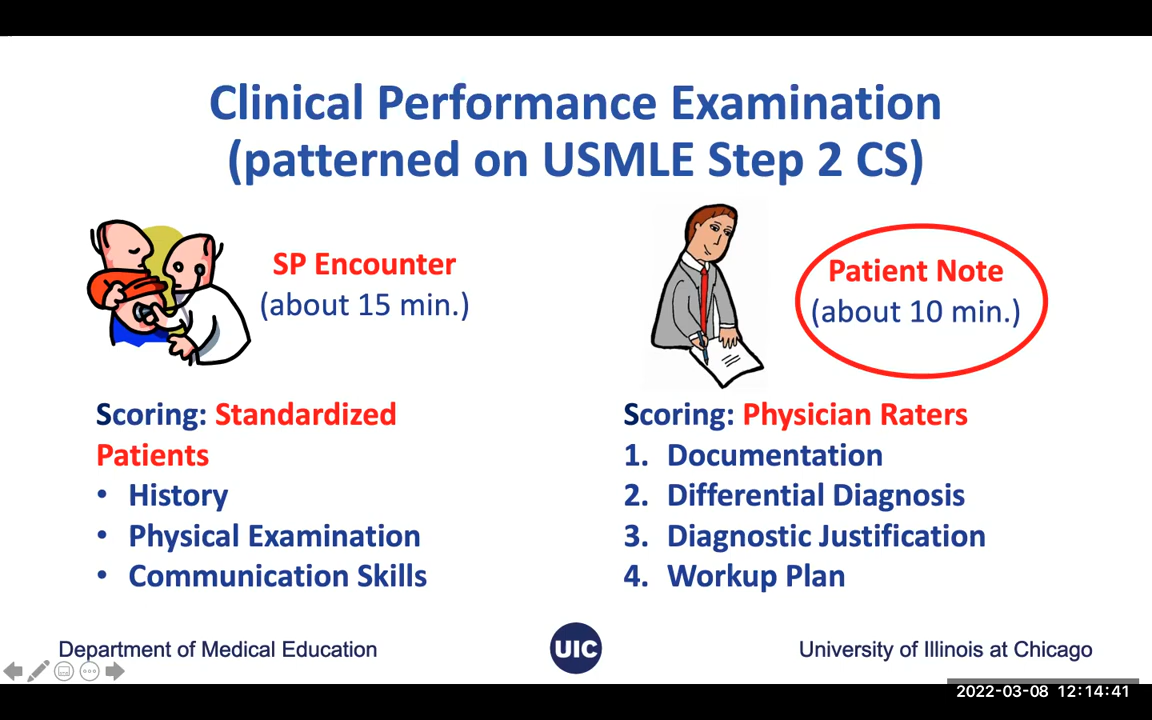 Clinical Performance Examination
(patterned on USMLE Step 2 CS)
SP Encounter
(about 15 min.)
Patient Note
(about 10 min.)
Scoring: Standardized
Patients
• History
• Physical Examination
• Communication Skills
Scoring: Physician Raters
1. Documentation
2. Differential Diagnosis
3. Diagnostic Justification
4. Workup Plan
Department of Medical Education
UIC
University of Illinois at Chicago
2022-03-08 12:14:41